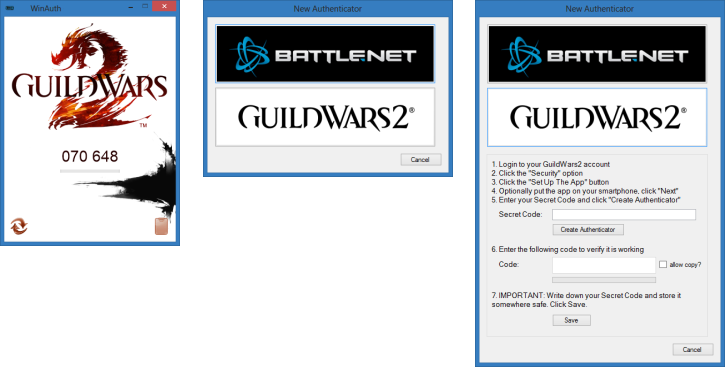 WinAuth
GUILDWARS
2
TM
070 648
New Authenticator
BATTLE.NET
GUILDWARS2®
Cancel
New Authenticator
BATTLE.NET
GUILDWARS2®
1. Login to your GuildWars2 account
2. Click the "Security" option
3. Click the "Set Up The App" button
4. Optionally put the app on your smartphone, click "Next"
5. Enter your Secret Code and click "Create Authenticator"
Secret Code:
Create Authenticator
6. Enter the following code to verify it is working
Code:
allow copy?
7. IMPORTANT: Write down your Secret Code and store it
somewhere safe. Click Save.
Save
Cancel